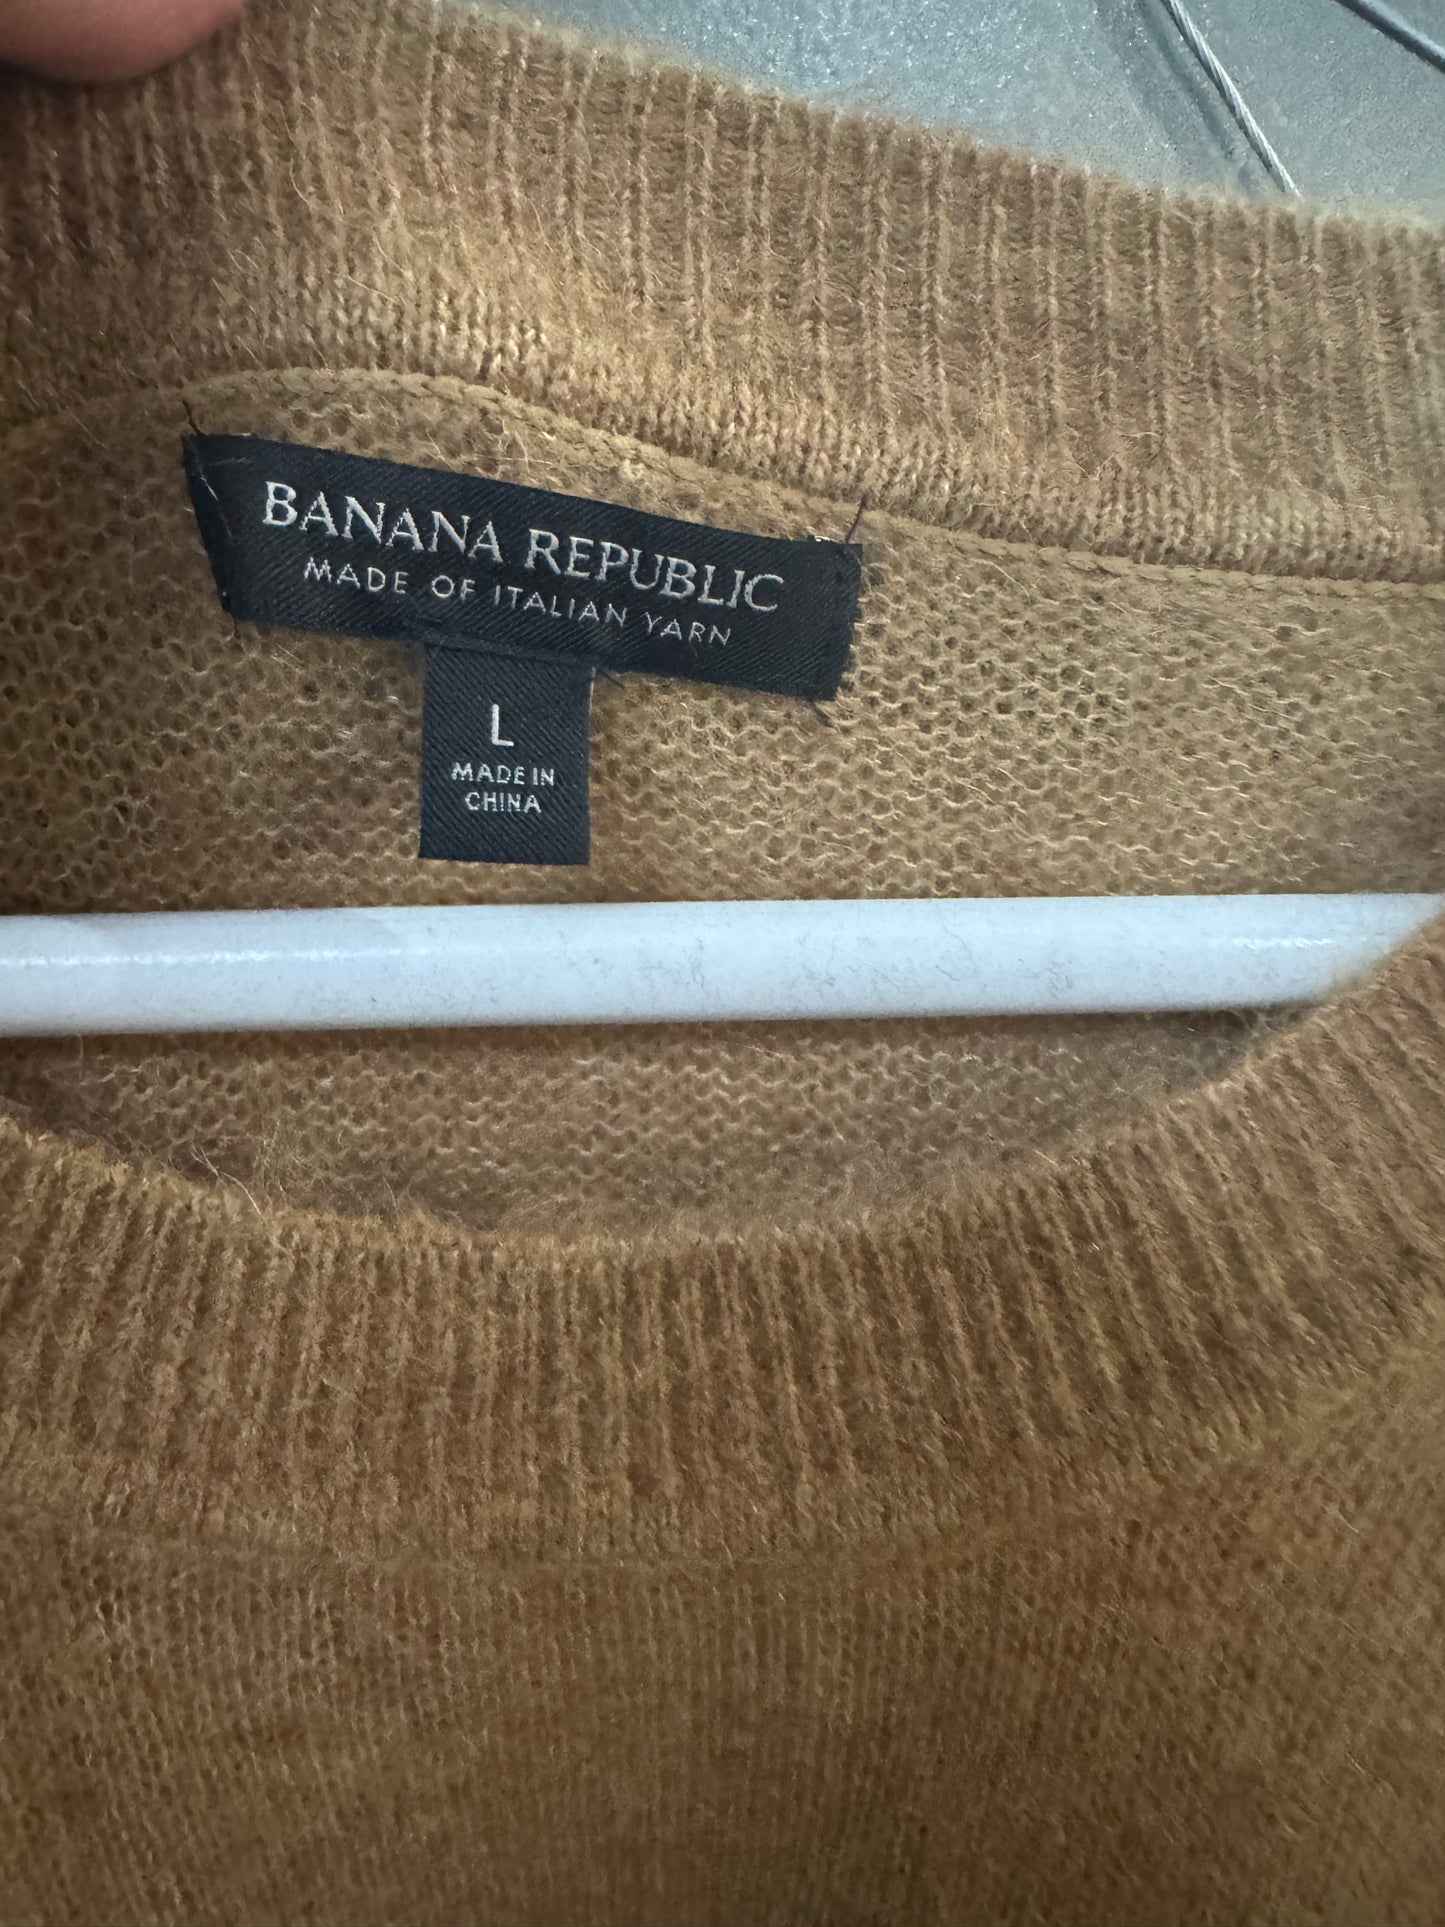 BANANA REPUBLIC
MADE OF ITALIAN YARN
L
MADE IN
CHINA